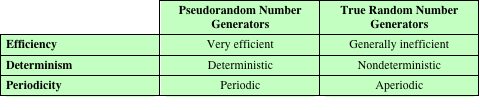 Pseudorandom Number Generators True Random Number Generators
Efficiency Very efficient Generally inefficient
Determinism Deterministic Nondeterministic
Periodicity Periodic Aperiodic